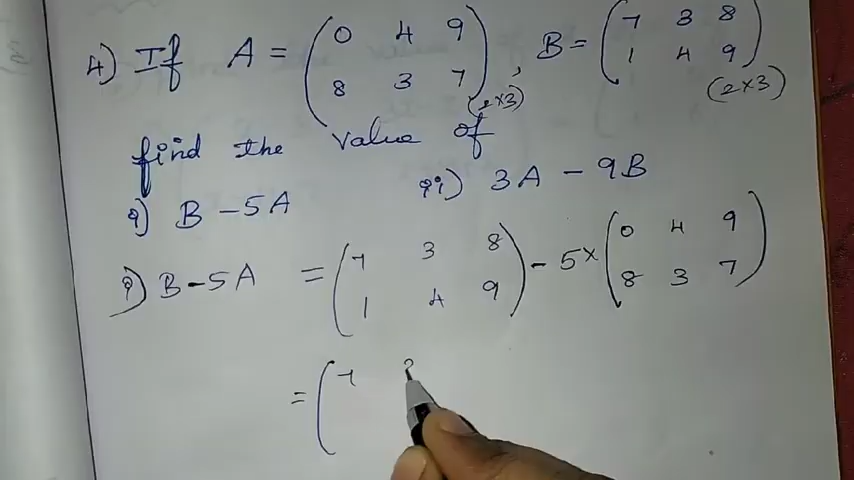 4) If A = ( 0 4 9 ; 8 3 7 ) (2×3) , B = ( 7 3 8 ; 1 4 9 ) (2×3)
find the value of
i) B - 5A ii) 3A - 9B
i) B - 5A = ( 7 3 8 ; 1 4 9 ) - 5 × ( 0 4 9 ; 8 3 7 )
= ( 7